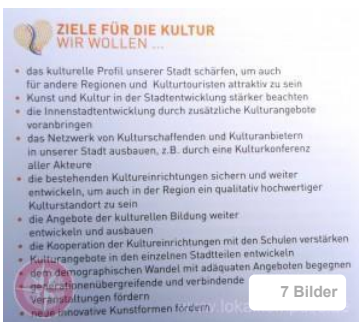 ZIELE FÜR DIE KULTUR
WIR WOLLEN ...
• das kulturelle Profil unserer Stadt schärfen, um auch
für andere Regionen und Kulturtouristen attraktiv zu sein
• Kunst und Kultur in der Stadtentwicklung stärker beachten
• die Innenstadtentwicklung durch zusätzliche Kulturangebote
voranbringen
• das Netzwerk von Kulturschaffenden und Kulturanbietern
in unserer Stadt ausbauen, z.B. durch eine Kulturkonferenz
aller Akteure
• die bestehenden Kultureinrichtungen sichern und weiter
entwickeln, um auch in der Region ein qualitativ hochwertiger
Kulturstandort zu sein
• die Angebote der kulturellen Bildung weiter
entwickeln und ausbauen
• die Kooperation der Kultureinrichtungen mit den Schulen verstärken
• Kulturangebote in den einzelnen Stadtteilen entwickeln
• dem demographischen Wandel mit adäquaten Angeboten begegnen
generationenübergreifende und verbindende
Veranstaltungen fördern
• neue innovative Kunstformen fördern
7 Bilder